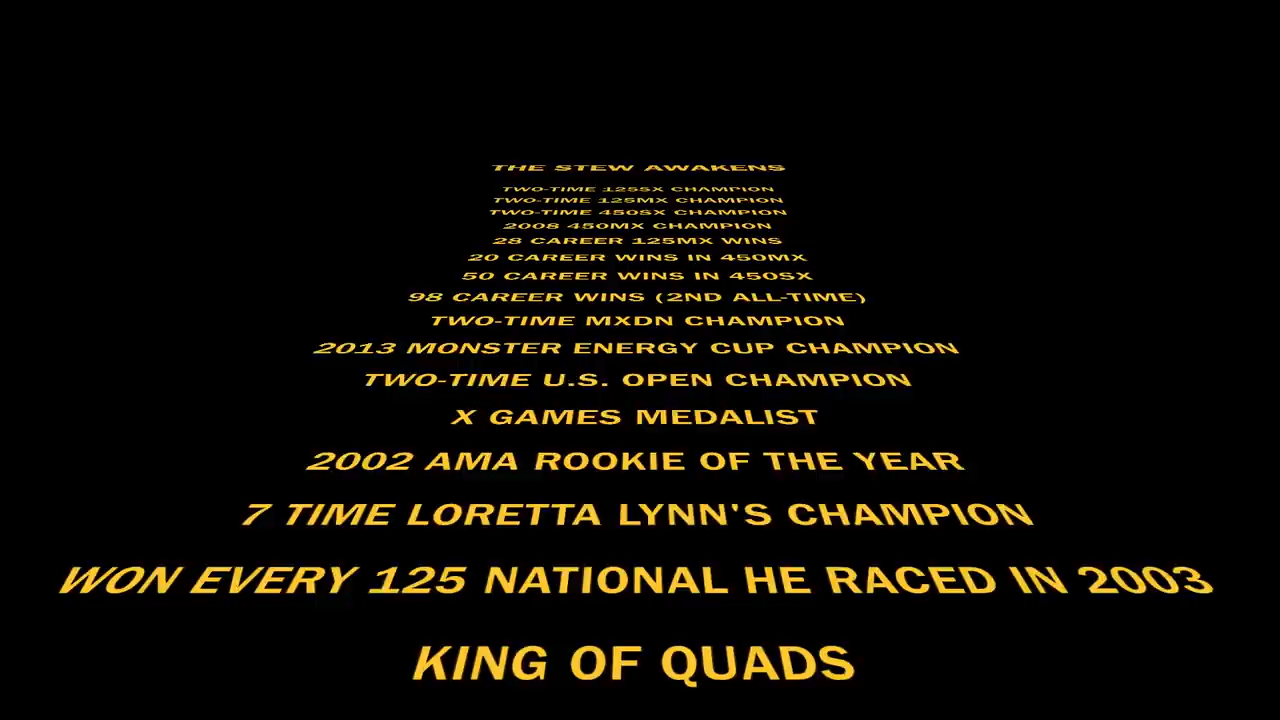 THE STEW AWAKENS
TWO-TIME 125SX CHAMPION
TWO-TIME 125MX CHAMPION
TWO-TIME 450SX CHAMPION
2008 450MX CHAMPION
28 CAREER 125MX WINS
20 CAREER WINS IN 450MX
50 CAREER WINS IN 450SX
98 CAREER WINS (2ND ALL-TIME)
TWO-TIME MXDN CHAMPION
2013 MONSTER ENERGY CUP CHAMPION
TWO-TIME U.S. OPEN CHAMPION
X GAMES MEDALIST
2002 AMA ROOKIE OF THE YEAR
7 TIME LORETTA LYNN'S CHAMPION
WON EVERY 125 NATIONAL HE RACED IN 2003
KING OF QUADS